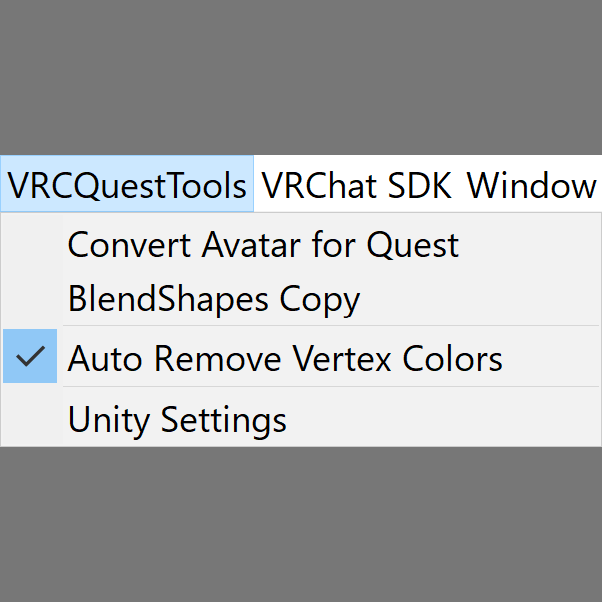 VRCQuestTools VRChat SDK Window
Convert Avatar for Quest
BlendShapes Copy
Auto Remove Vertex Colors
Unity Settings